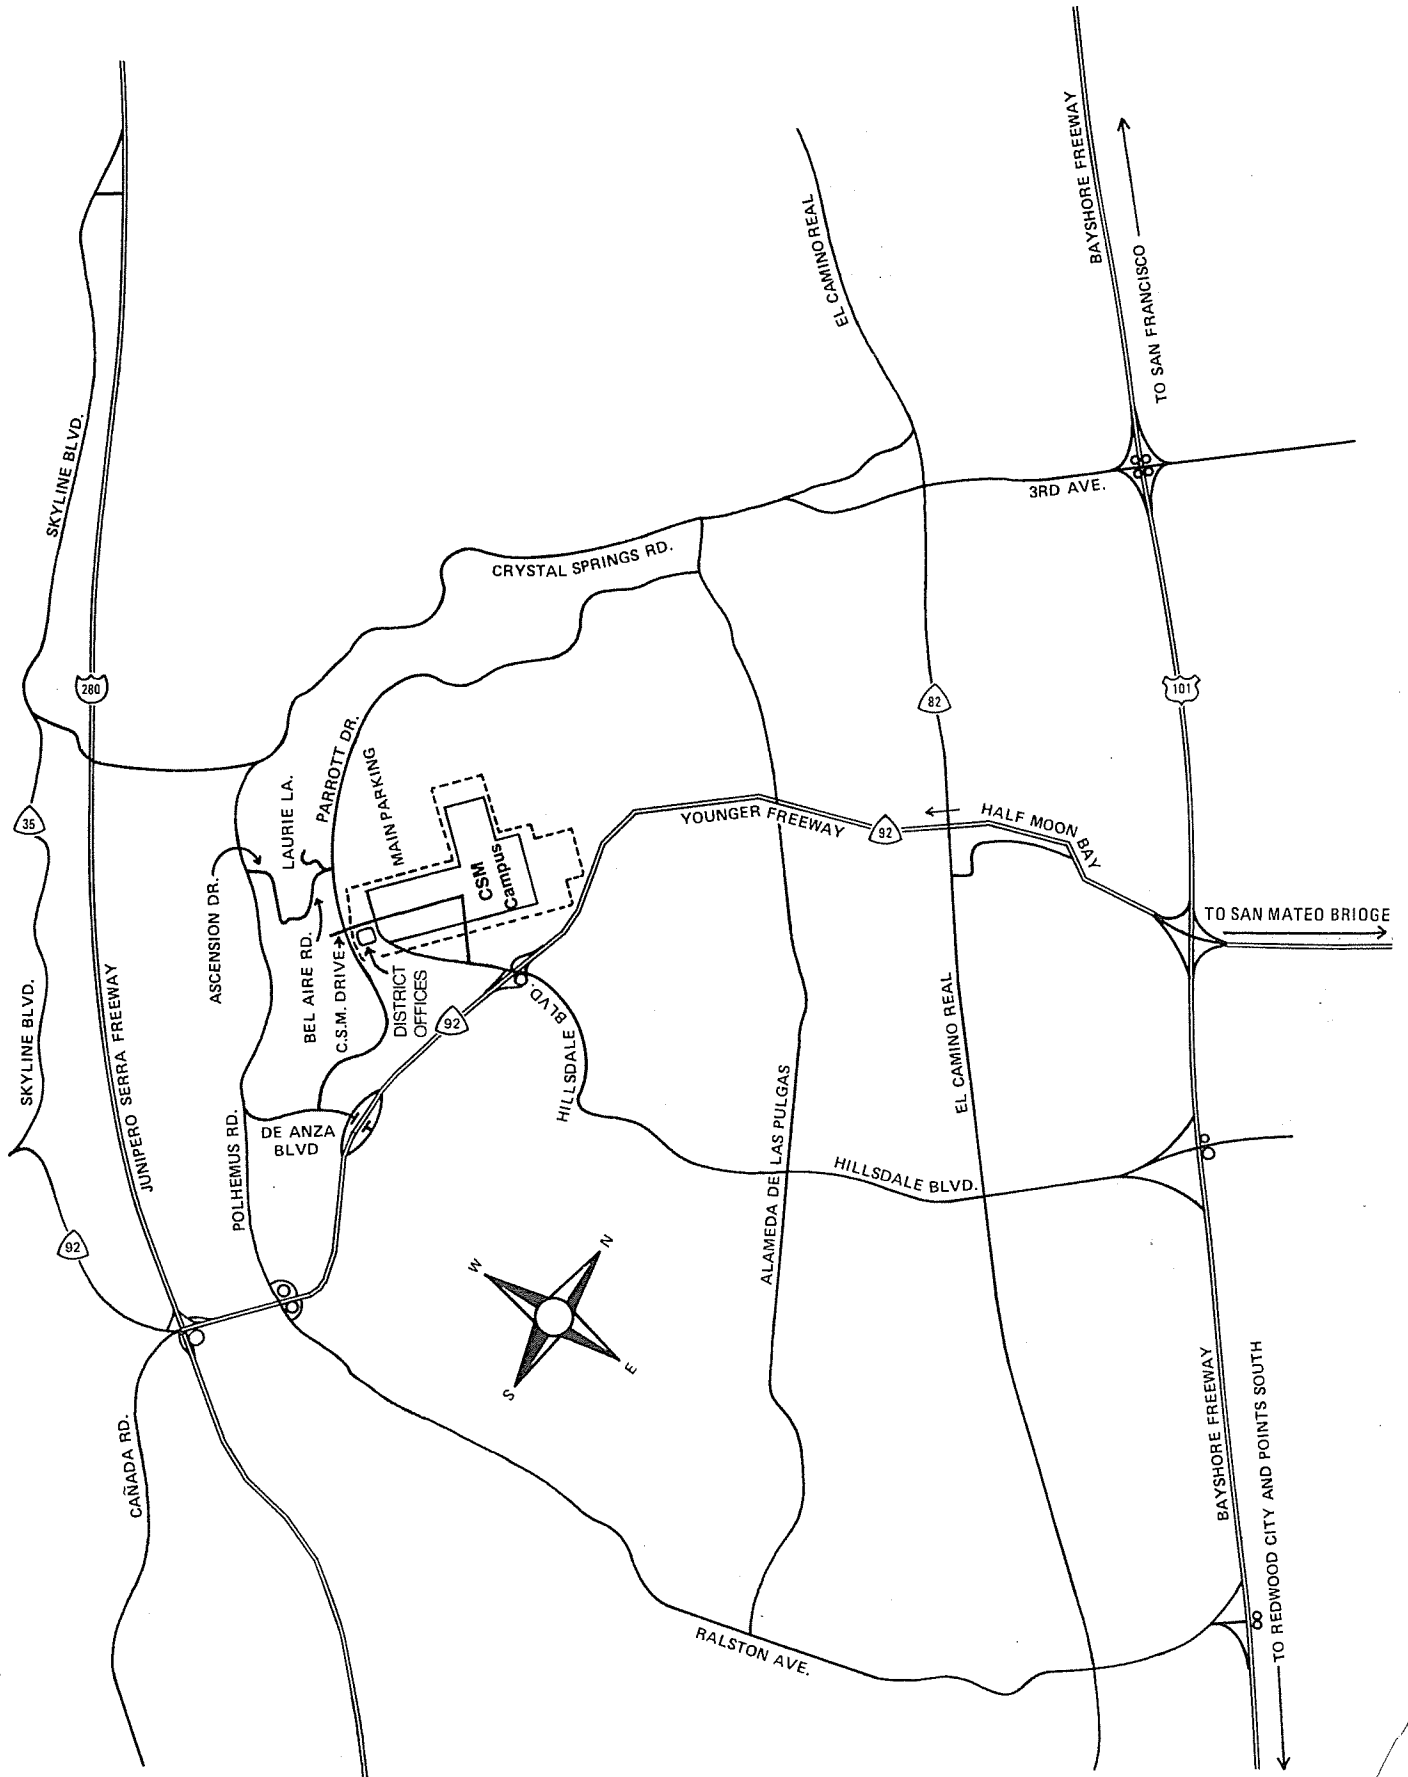 BAYSHORE FREEWAY
TO SAN FRANCISCO
EL CAMINO REAL
SKYLINE BLVD.
3RD AVE.
CRYSTAL SPRINGS RD.
280
82
101
PARROTT DR.
MAIN PARKING
LAURIE LA.
35
YOUNGER FREEWAY
92
HALF MOON
BAY
CSM
Campus
ASCENSION DR.
BEL AIRE RD.
C.S.M. DRIVE
DISTRICT
OFFICES
TO SAN MATEO BRIOGE
SKYLINE BLVD.
JUNIPERO SERRA FREEWAY
92
HILLSDALE BLVD.
EL CAMINO REAL
ALAMEDA DE LAS PULGAS
POLHEMUS RD.
DE ANZA
BLVD
HILLSDALE BLVD.
92
N
W
E
S
CAÑADA RD.
BAYSHORE FREEWAY
TO REDWOOD CITY AND POINTS SOUTH
RALSTON AVE.